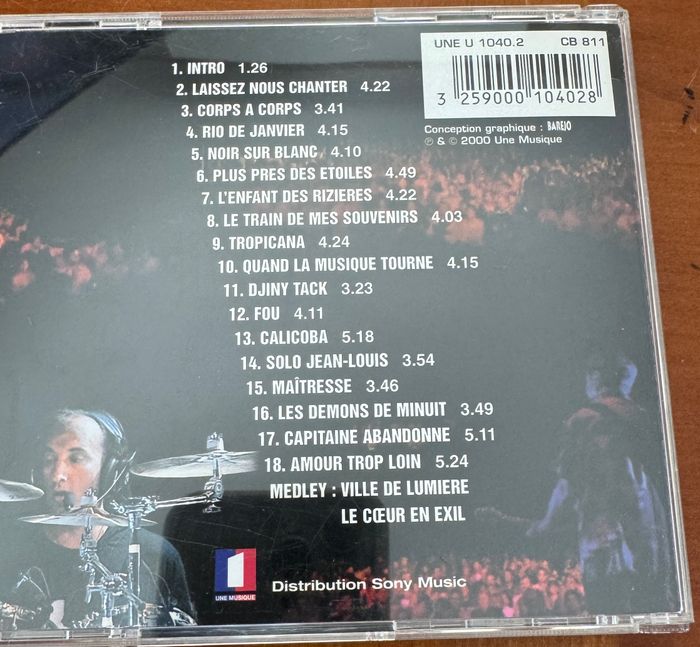 UNE U 1040.2 CB 811
3 259000 104028
Conception graphique : BAREJO
℗ & © 2000 Une Musique
1. INTRO 1.26
2. LAISSEZ NOUS CHANTER 4.22
3. CORPS A CORPS 3.41
4. RIO DE JANVIER 4.15
5. NOIR SUR BLANC 4.10
6. PLUS PRES DES ETOILES 4.49
7. L'ENFANT DES RIZIERES 4.22
8. LE TRAIN DE MES SOUVENIRS 4.03
9. TROPICANA 4.24
10. QUAND LA MUSIQUE TOURNE 4.15
11. DJINY TACK 3.23
12. FOU 4.11
13. CALICOBA 5.18
14. SOLO JEAN-LOUIS 3.54
15. MAÎTRESSE 3.46
16. LES DEMONS DE MINUIT 3.49
17. CAPITAINE ABANDONNE 5.11
18. AMOUR TROP LOIN 5.24
MEDLEY : VILLE DE LUMIERE
LE CŒUR EN EXIL
1
UNE MUSIQUE
Distribution Sony Music